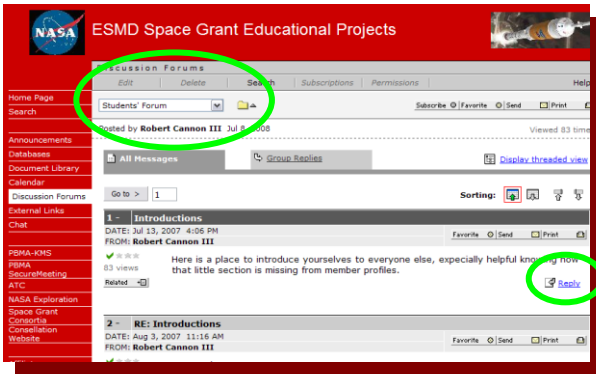 NASA
ESMD Space Grant Educational Projects
Discussion Forums
Edit Delete Search Subscriptions Permissions Help
Home Page
Search
Announcements
Databases
Document Library
Calendar
Discussion Forums
External Links
Chat
PBMA-KMS
PBMA
SecureMeeting
ATC
NASA Exploration
Space Grant
Consortia
Consellation
Website
Students' Forum
Subscribe Favorite Send Print
Posted by Robert Cannon III Jul 8, 2008
Viewed 83 time
All Messages Group Replies Display threaded view
Go to > 1 Sorting:
1 - Introductions
DATE: Jul 13, 2007 4:06 PM
FROM: Robert Cannon III
Favorite Send Print
83 views
Related
Here is a place to introduce yourselves to everyone else, expecially helpful knowing how
that little section is missing from member profiles.
Reply
2 - RE: Introductions
DATE: Aug 3, 2007 11:16 AM
FROM: Robert Cannon III
Favorite Send Print